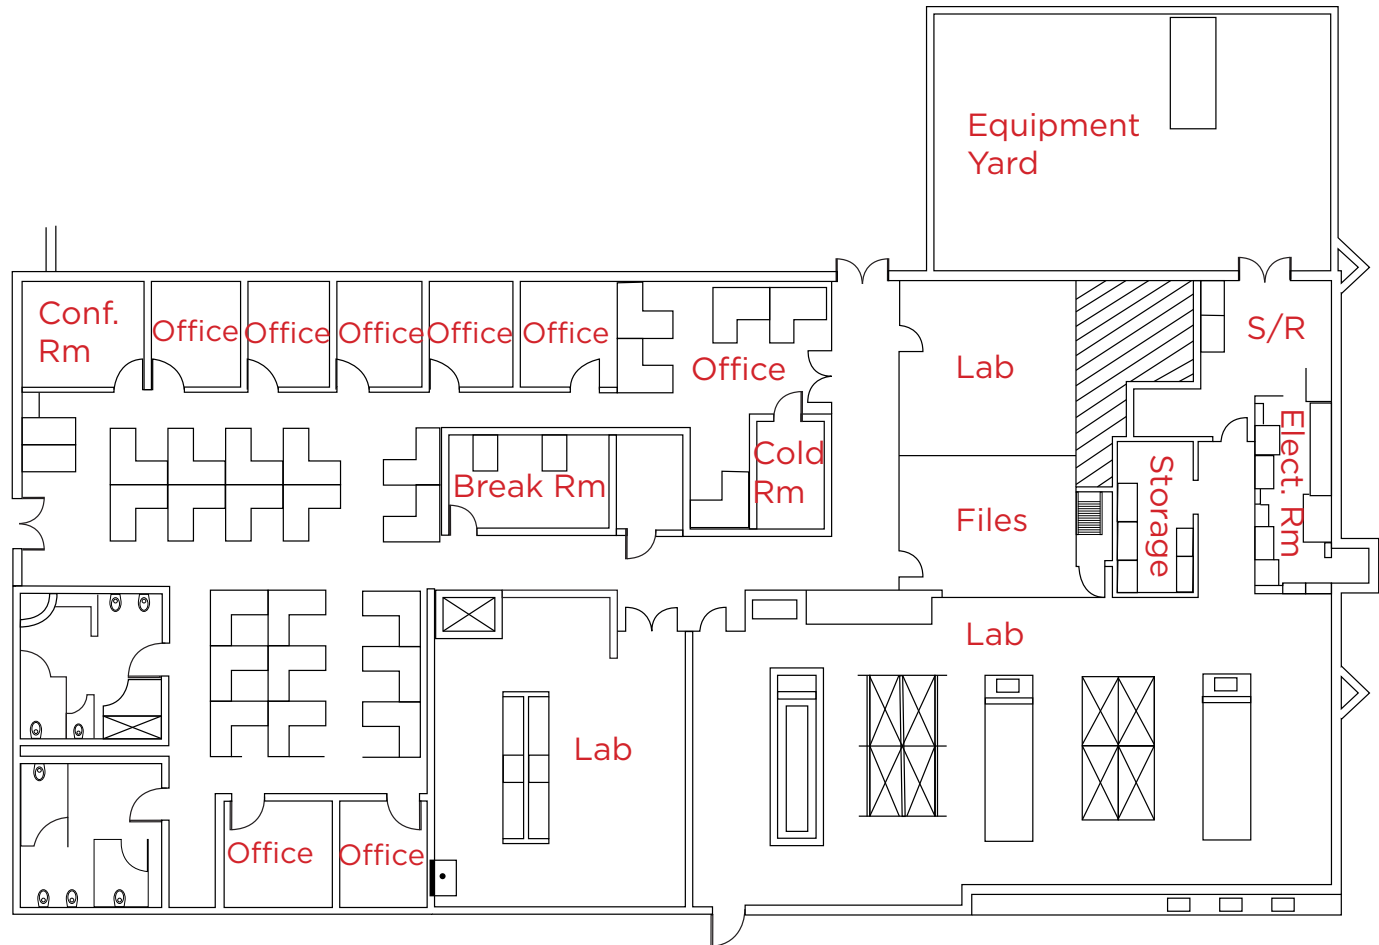 Equipment
Yard
Conf.
Rm
Office
Office
Office
Office
Office
Office
Lab
S/R
Cold
Rm
Break Rm
Files
Storage
Elect. Rm
Lab
Lab
Office
Office